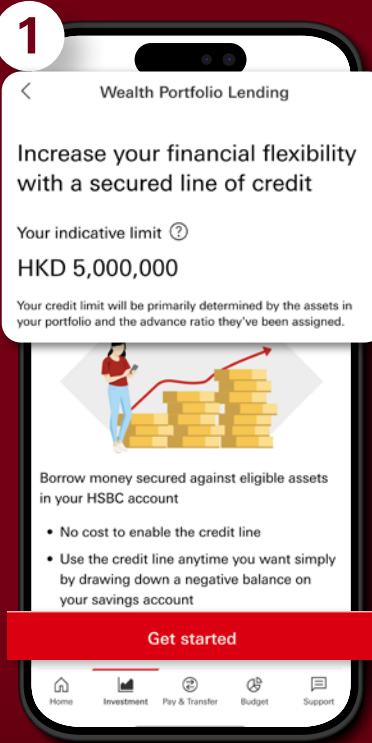 1
Wealth Portfolio Lending
Increase your financial flexibility
with a secured line of credit
Your indicative limit ?
HKD 5,000,000
Your credit limit will be primarily determined by the assets in
your portfolio and the advance ratio they've been assigned.
Borrow money secured against eligible assets
in your HSBC account
• No cost to enable the credit line
• Use the credit line anytime you want simply
by drawing down a negative balance on
your savings account
Get started
Home Investment Pay & Transfer Budget Support